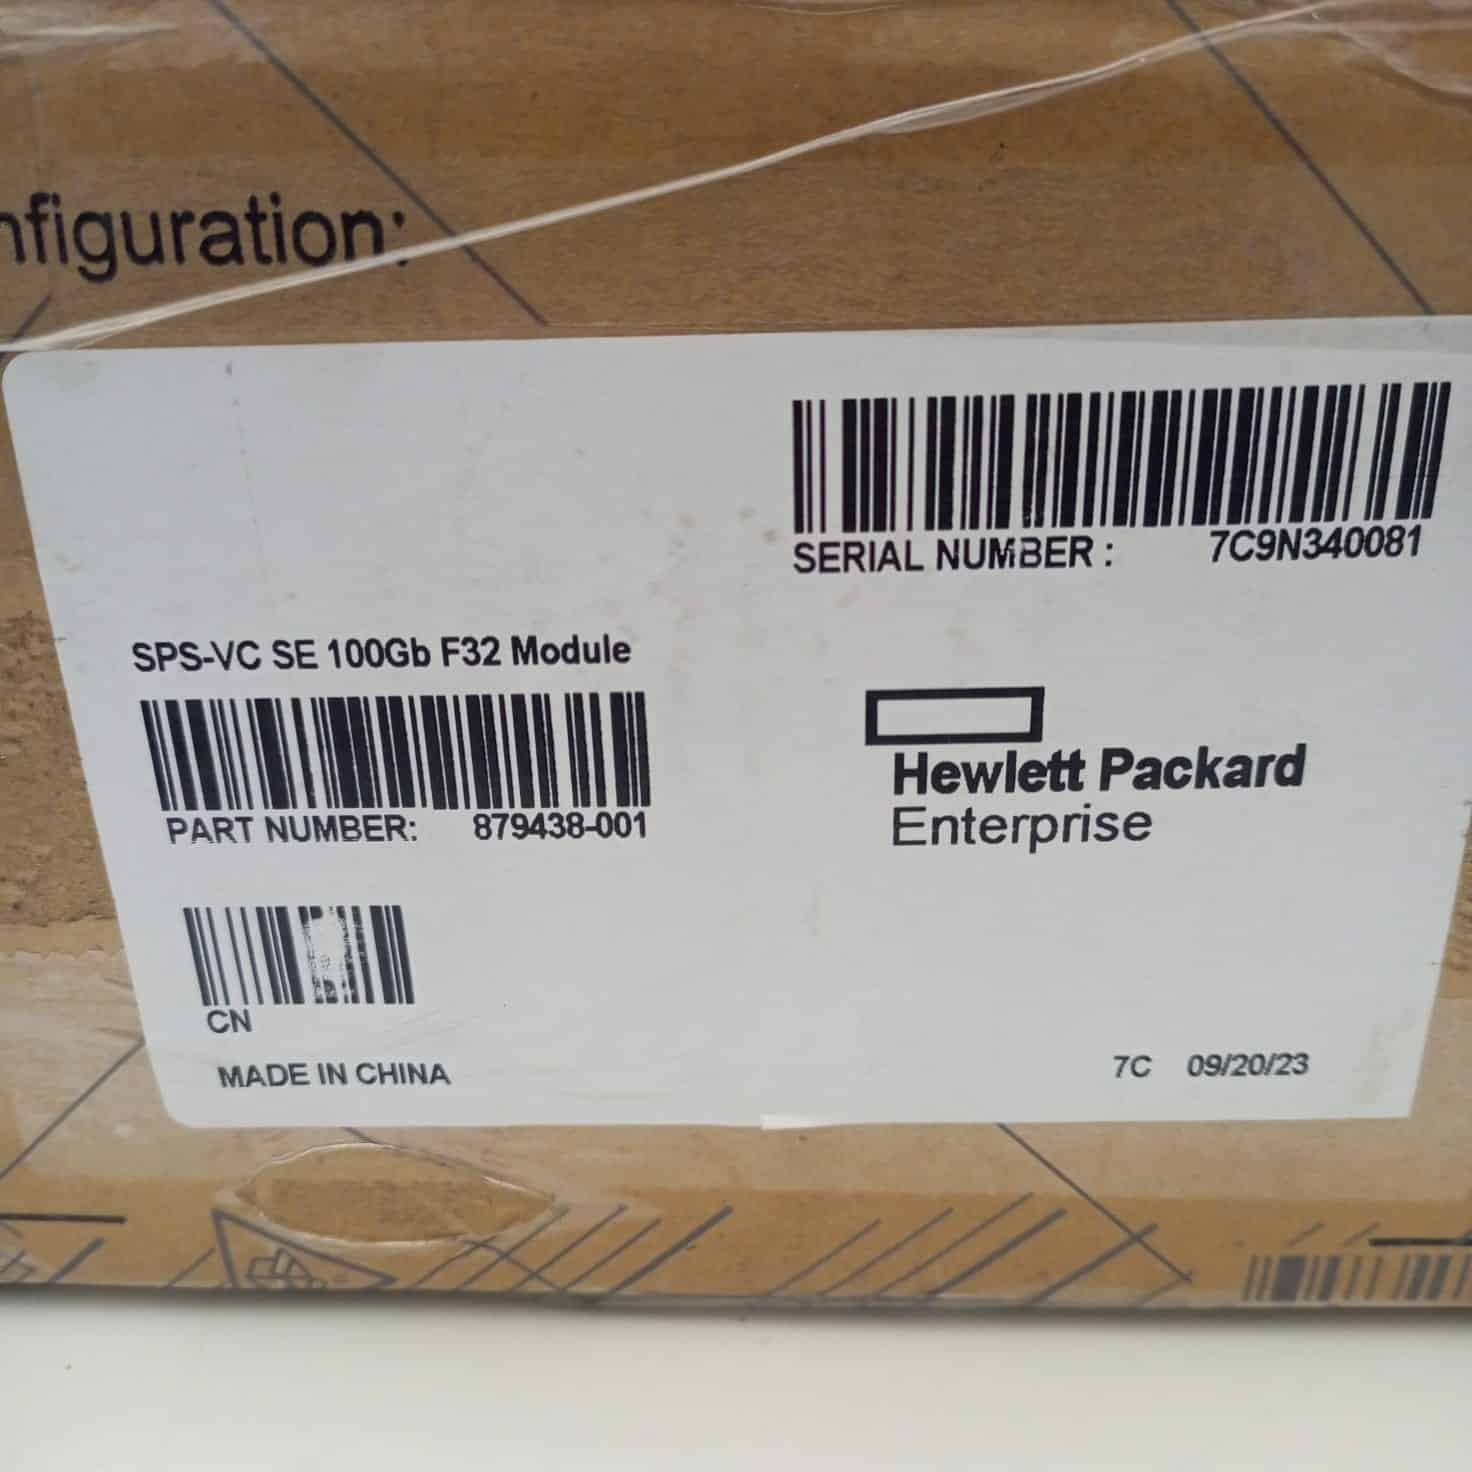 nfiguration:
SERIAL NUMBER : 7C9N340081
SPS-VC SE 100Gb F32 Module
PART NUMBER: 879438-001
Hewlett Packard
Enterprise
CN
MADE IN CHINA
7C 09/20/23